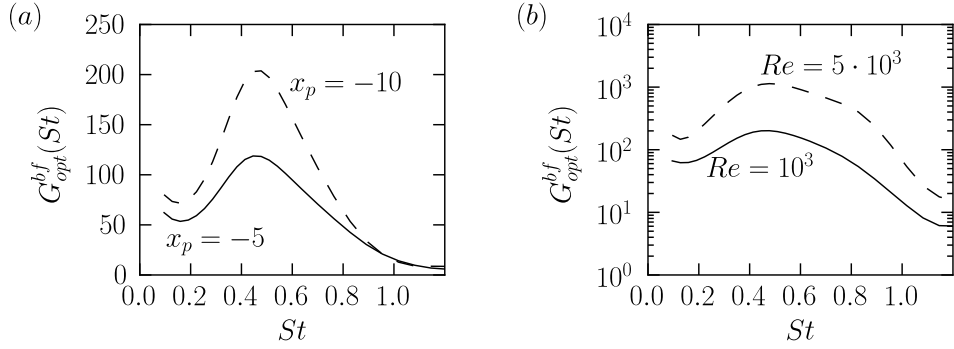 (a)
250
200
150
100
50
0
0.0 0.2 0.4 0.6 0.8 1.0
St
G_{opt}^{bf}(St)
x_p = −10
x_p = −5
(b)
10^4
10^3
10^2
10^1
10^0
0.0 0.2 0.4 0.6 0.8 1.0
St
G_{opt}^{bf}(St)
Re = 5 · 10^3
Re = 10^3